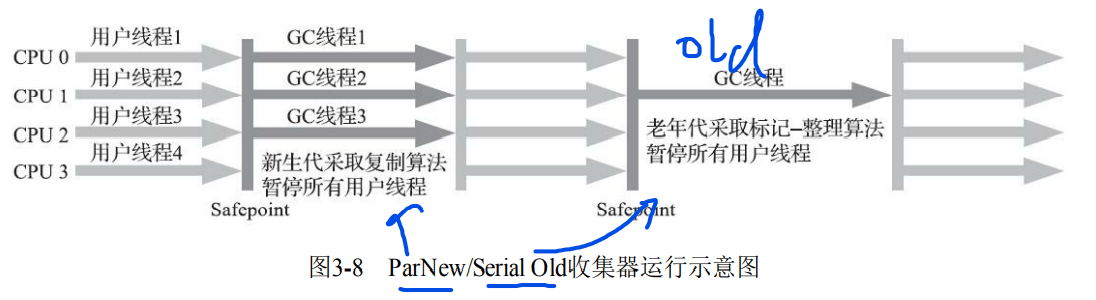 old
用户线程1
GC线程1
CPU 0
用户线程2
GC线程2
GC线程
CPU 1
用户线程3
GC线程3
CPU 2
用户线程4
CPU 3
新生代采取复制算法
暂停所有用户线程
老年代采取标记–整理算法
暂停所有用户线程
Safepoint
Safepoint
图3-8 ParNew/Serial Old收集器运行示意图